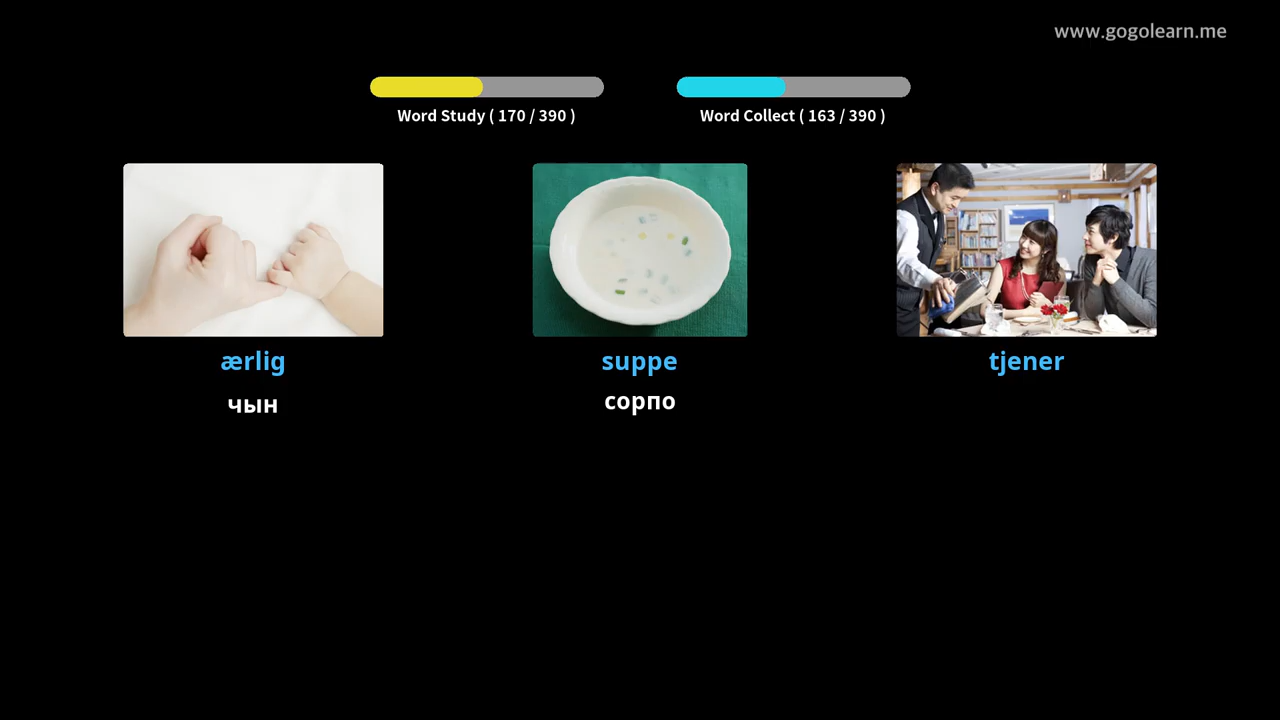 www.gogolearn.me
Word Study ( 170 / 390 )
Word Collect ( 163 / 390 )
ærlig
suppe
tjener
чын
сорпо